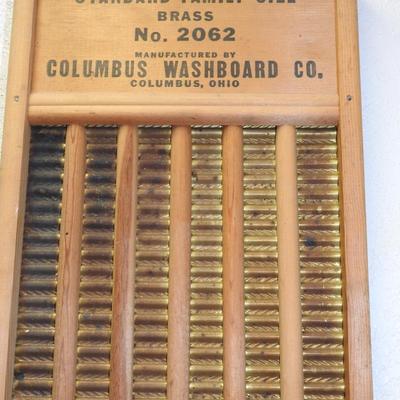 STANDARD FAMILY SIZE
BRASS
No. 2062
MANUFACTURED BY
COLUMBUS WASHBOARD CO.
COLUMBUS, OHIO